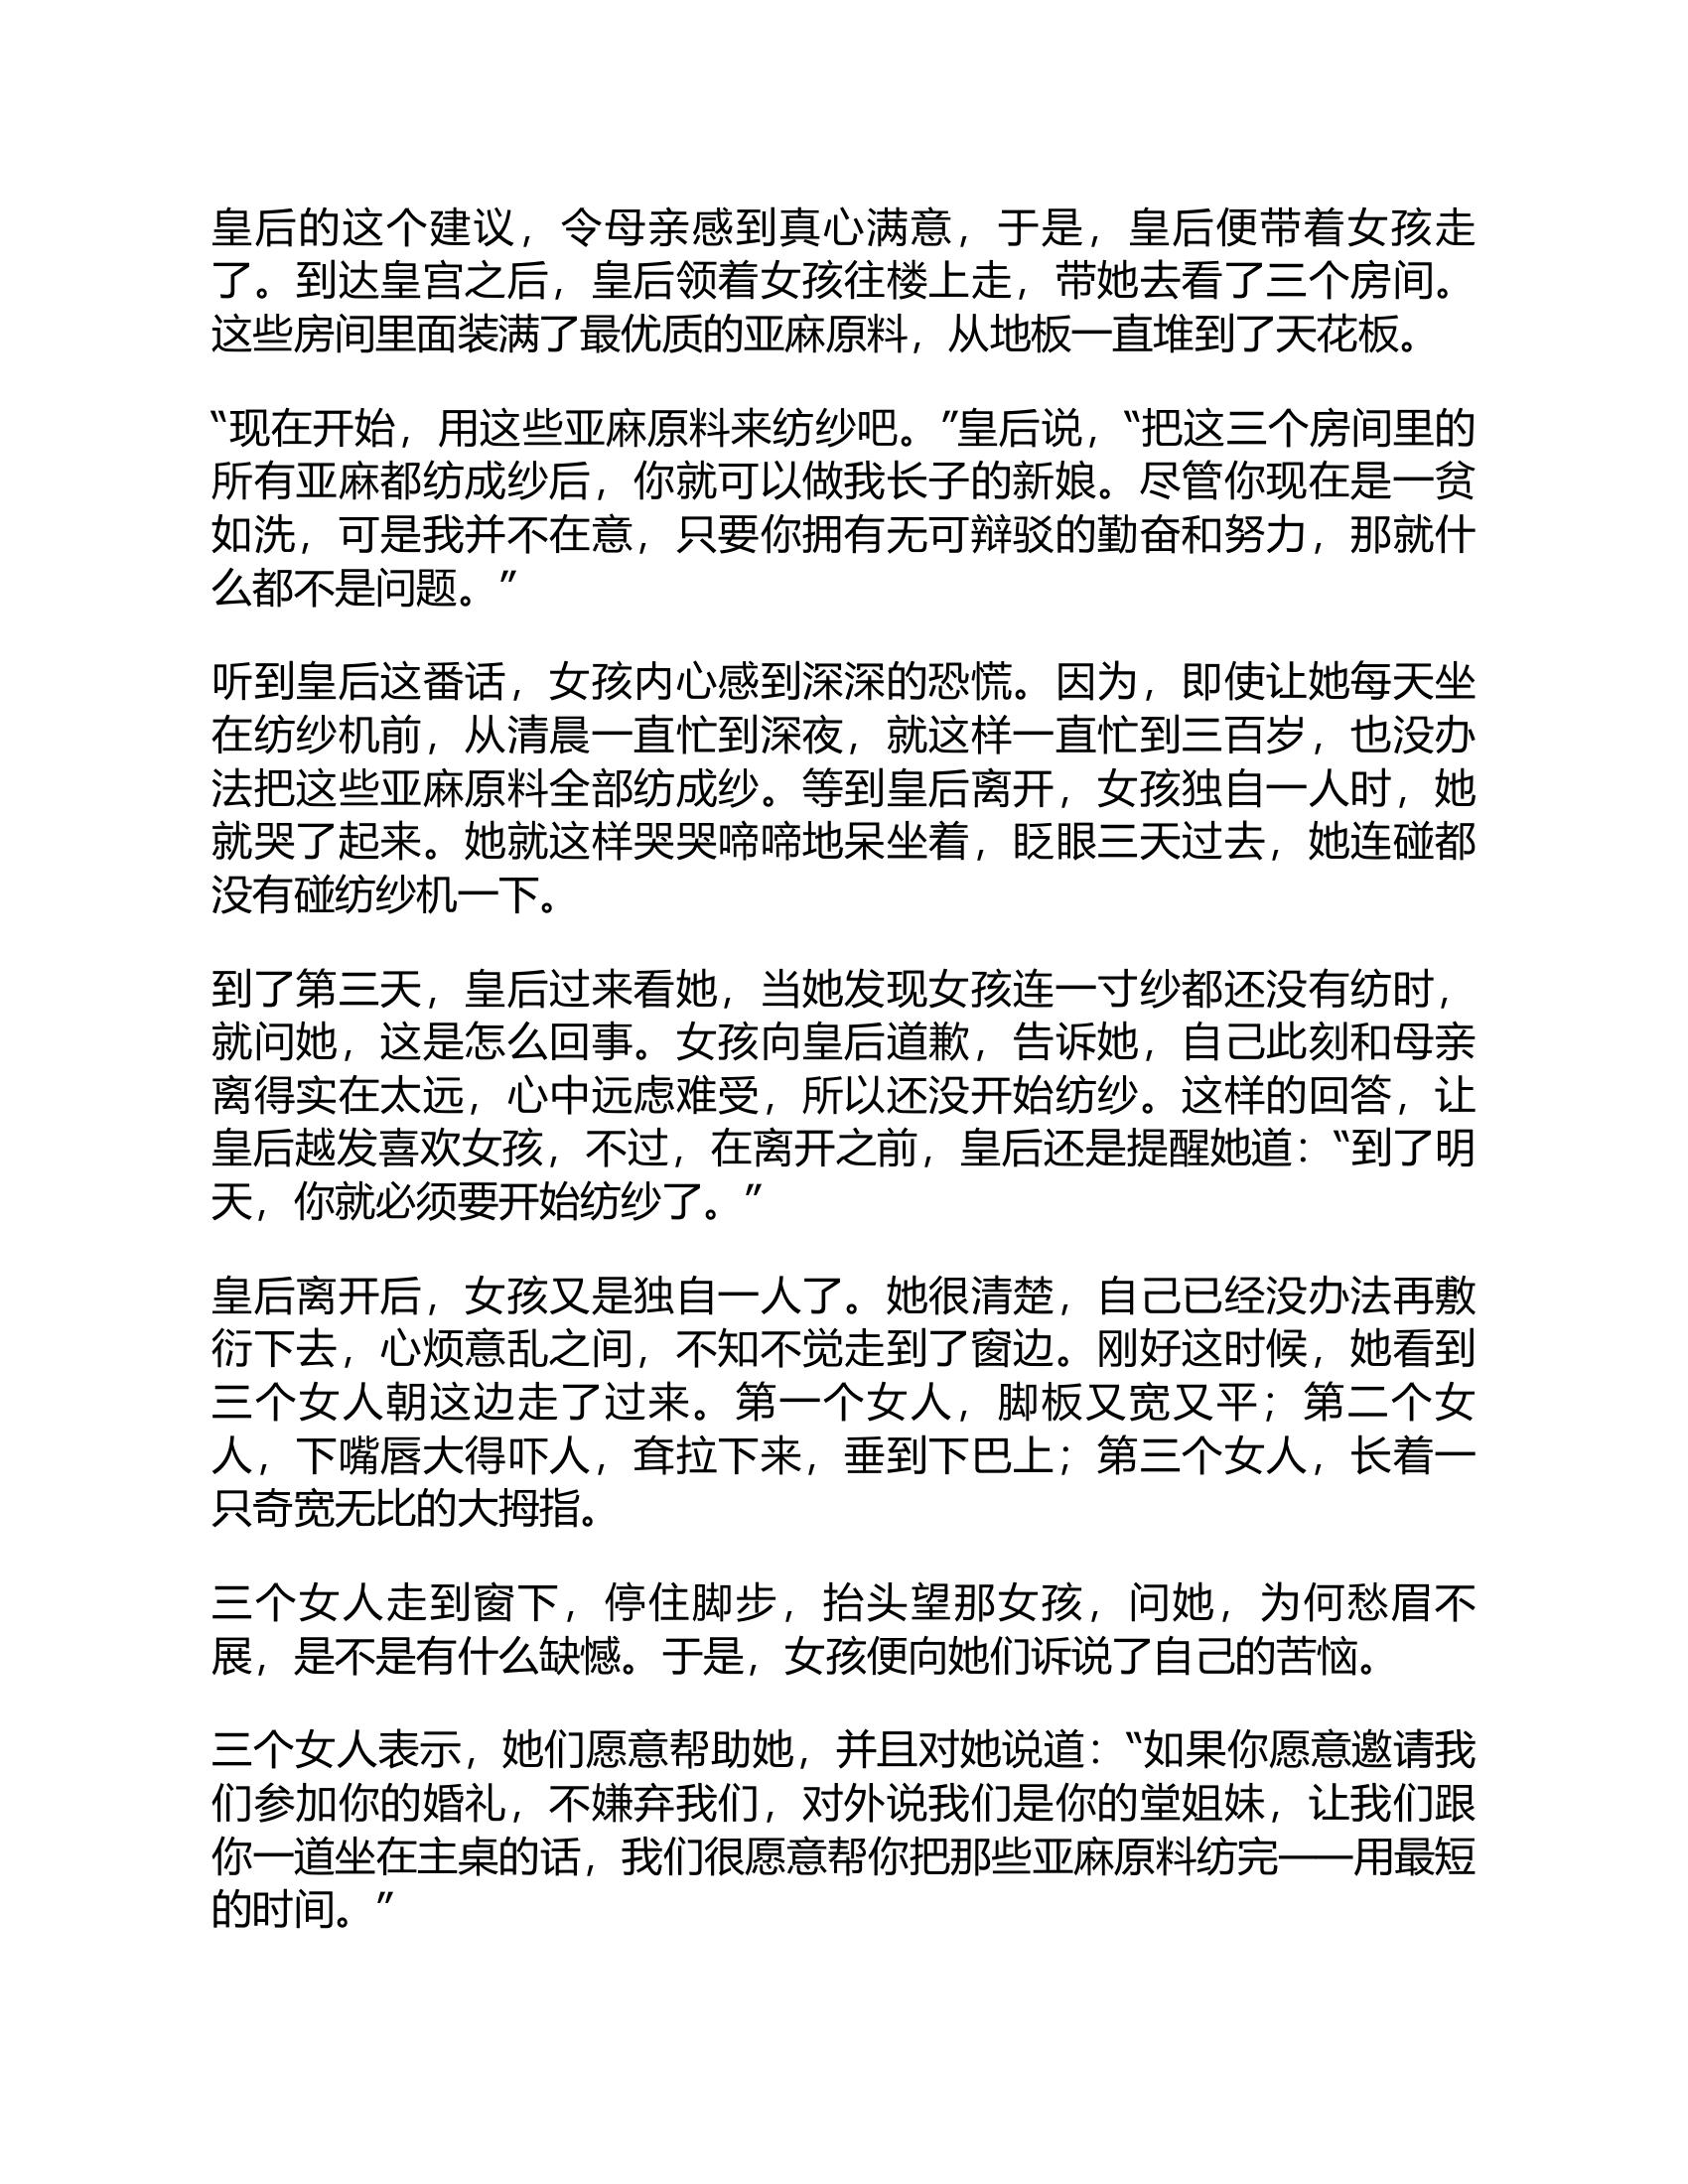 皇后的这个建议，令母亲感到真心满意，于是，皇后便带着女孩走
了。到达皇宫之后，皇后领着女孩往楼上走，带她去看了三个房间。
这些房间里面装满了最优质的亚麻原料，从地板一直堆到了天花板。
“现在开始，用这些亚麻原料来纺纱吧。”皇后说，“把这三个房间里的
所有亚麻都纺成纱后，你就可以做我长子的新娘。尽管你现在是一贫
如洗，可是我并不在意，只要你拥有无可辩驳的勤奋和努力，那就什
么都不是问题。”
听到皇后这番话，女孩内心感到深深的恐慌。因为，即使让她每天坐
在纺纱机前，从清晨一直忙到深夜，就这样一直忙到三百岁，也没办
法把这些亚麻原料全部纺成纱。等到皇后离开，女孩独自一人时，她
就哭了起来。她就这样哭哭啼啼地呆坐着，眨眼三天过去，她连碰都
没有碰纺纱机一下。
到了第三天，皇后过来看她，当她发现女孩连一寸纱都还没有纺时，
就问她，这是怎么回事。女孩向皇后道歉，告诉她，自己此刻和母亲
离得实在太远，心中远虑难受，所以还没开始纺纱。这样的回答，让
皇后越发喜欢女孩，不过，在离开之前，皇后还是提醒她道：“到了明
天，你就必须要开始纺纱了。”
皇后离开后，女孩又是独自一人了。她很清楚，自己已经没办法再敷
衍下去，心烦意乱之间，不知不觉走到了窗边。刚好这时候，她看到
三个女人朝这边走了过来。第一个女人，脚板又宽又平；第二个女
人，下嘴唇大得吓人，耷拉下来，垂到下巴上；第三个女人，长着一
只奇宽无比的大拇指。
三个女人走到窗下，停住脚步，抬头望那女孩，问她，为何愁眉不
展，是不是有什么缺憾。于是，女孩便向她们诉说了自己的苦恼。
三个女人表示，她们愿意帮助她，并且对她说道：“如果你愿意邀请我
们参加你的婚礼，不嫌弃我们，对外说我们是你的堂姐妹，让我们跟
你一道坐在主桌的话，我们很愿意帮你把那些亚麻原料纺完——用最短
的时间。”